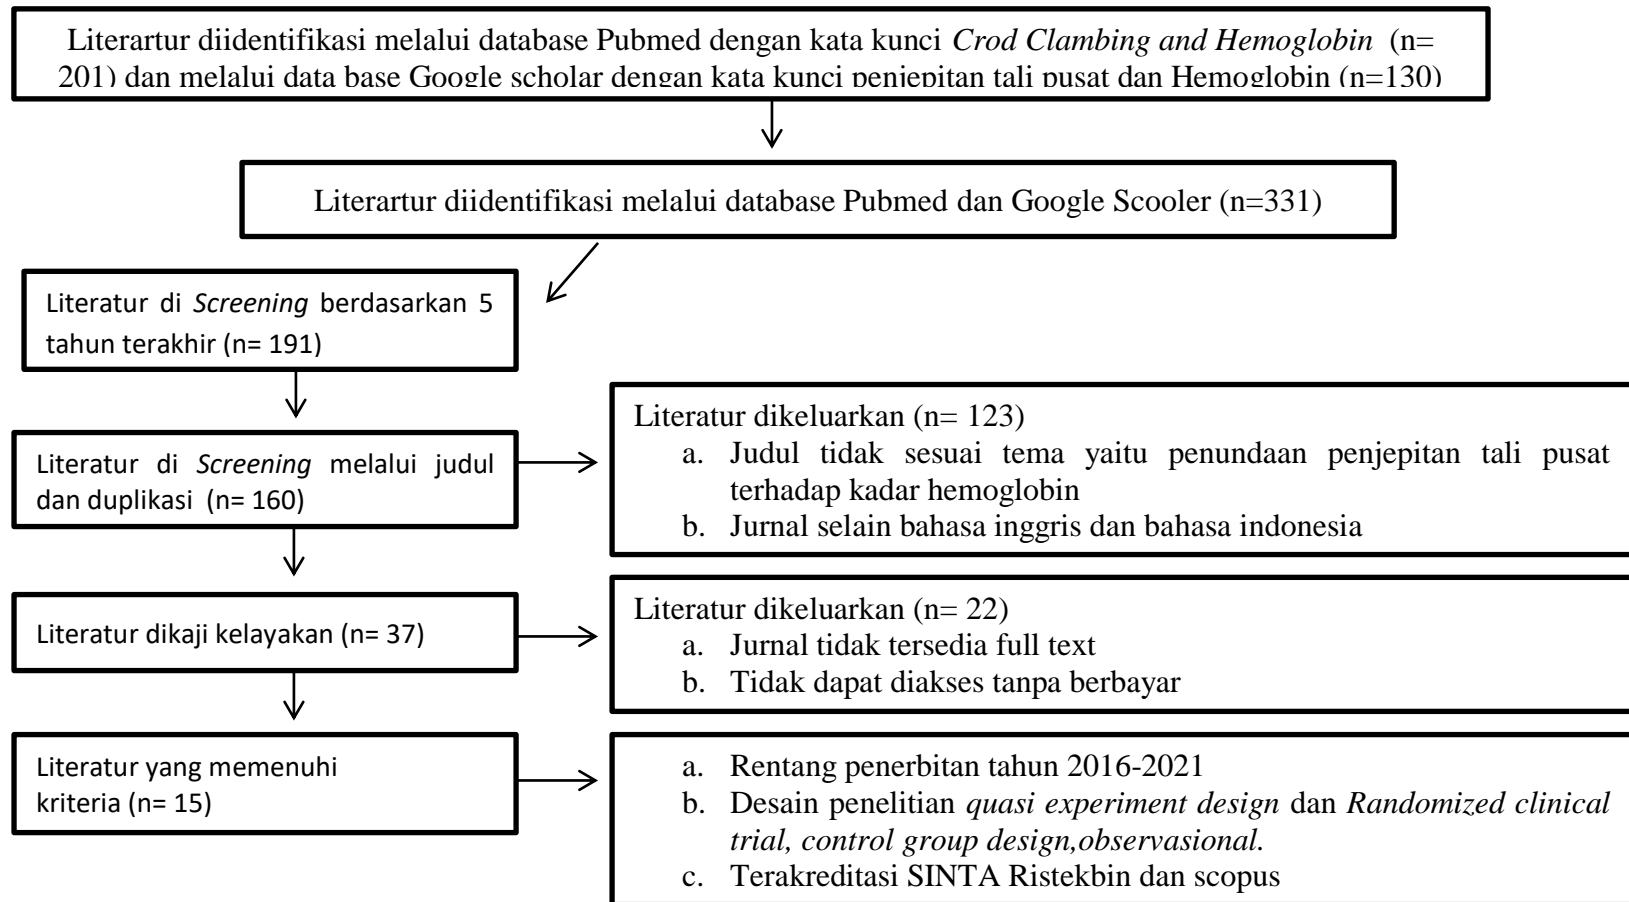 Literartur diidentifikasi melalui database Pubmed dengan kata kunci Crod Clambing and Hemoglobin (n=
201) dan melalui data base Google scholar dengan kata kunci penjepitan tali pusat dan Hemoglobin (n=130)
Literartur diidentifikasi melalui database Pubmed dan Google Scooler (n=331)
Literatur di Screening berdasarkan 5
tahun terakhir (n= 191)
Literatur di Screening melalui judul
dan duplikasi (n= 160)
Literatur dikeluarkan (n= 123)
a. Judul tidak sesuai tema yaitu penundaan penjepitan tali pusat
terhadap kadar hemoglobin
b. Jurnal selain bahasa inggris dan bahasa indonesia
Literatur dikaji kelayakan (n= 37)
Literatur dikeluarkan (n= 22)
a. Jurnal tidak tersedia full text
b. Tidak dapat diakses tanpa berbayar
Literatur yang memenuhi
kriteria (n= 15)
a. Rentang penerbitan tahun 2016-2021
b. Desain penelitian quasi experiment design dan Randomized clinical
trial, control group design,observasional.
c. Terakreditasi SINTA Ristekbin dan scopus